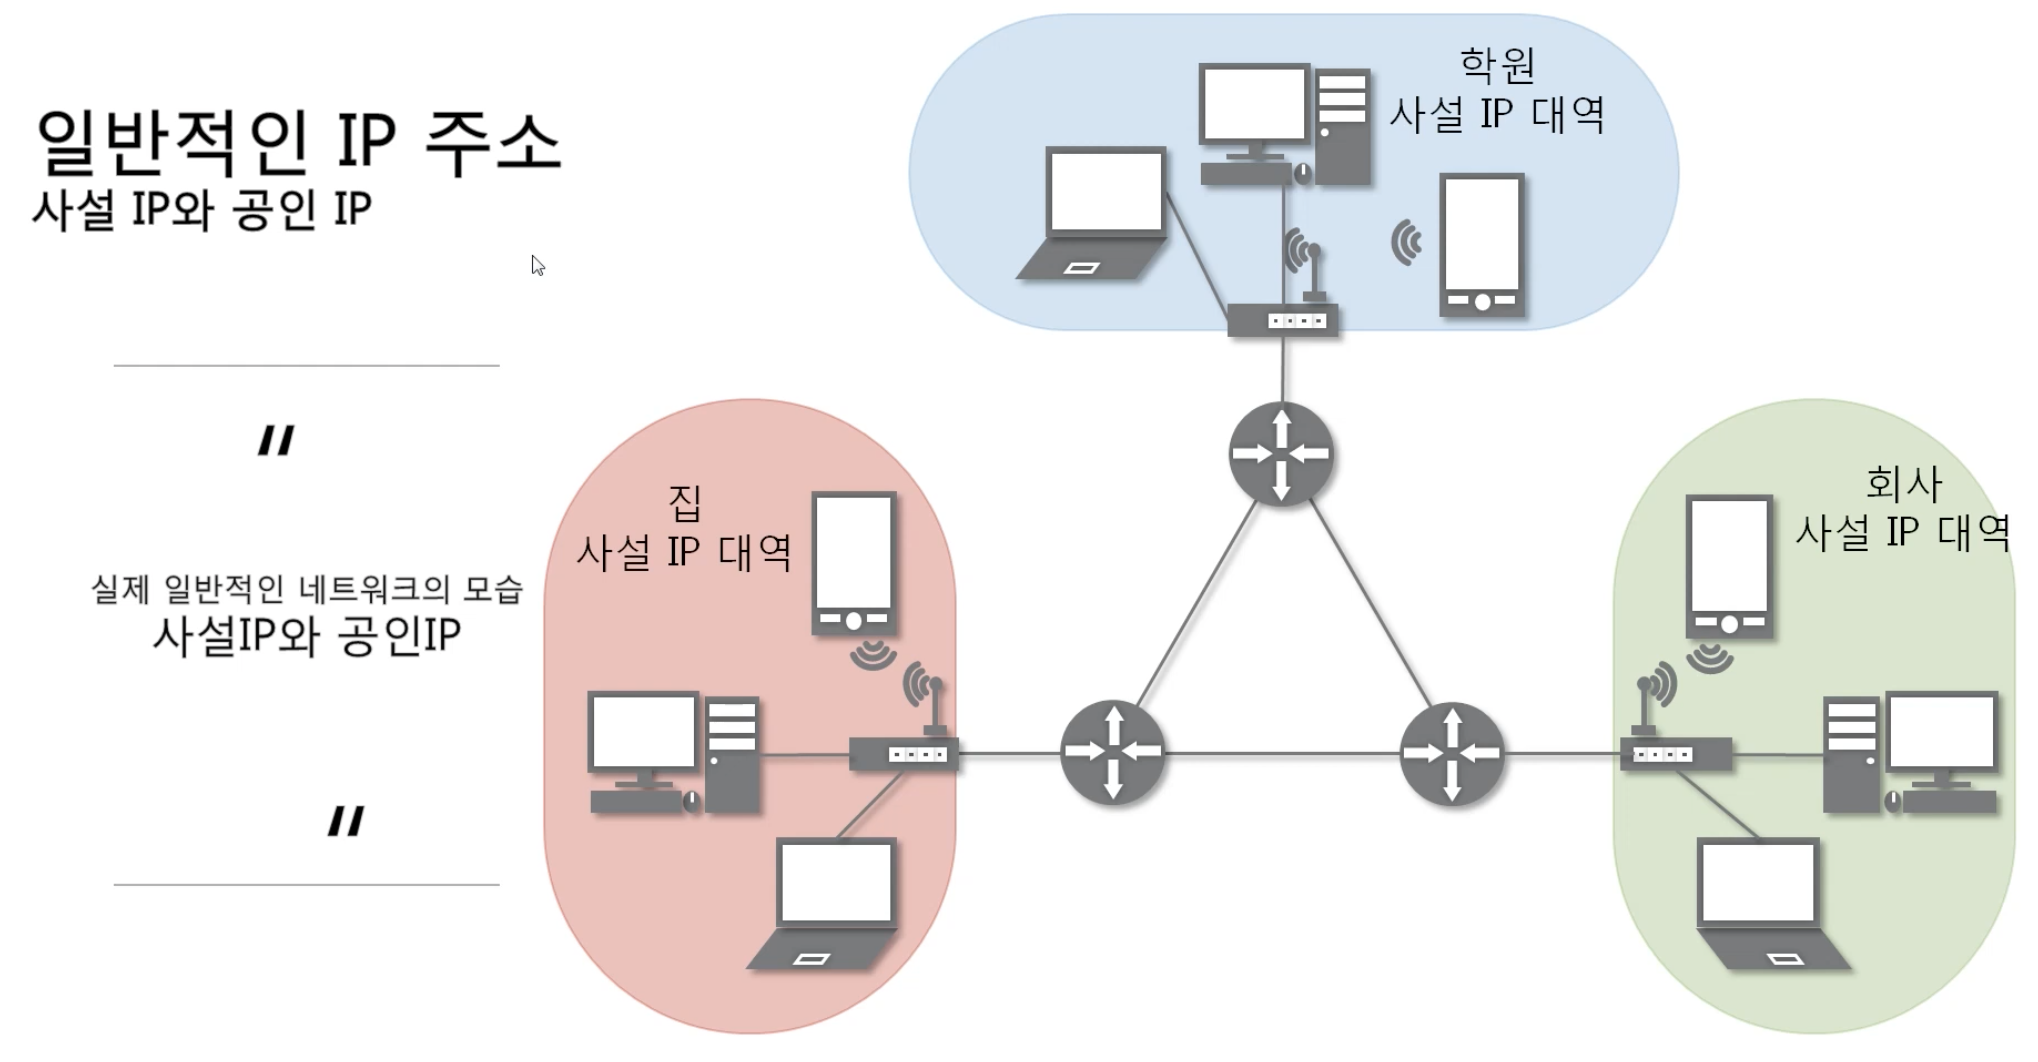 일반적인 IP 주소
사설 IP와 공인 IP
"
실제 일반적인 네트워크의 모습
사설IP와 공인IP
"
학원
사설 IP 대역
집
사설 IP 대역
회사
사설 IP 대역